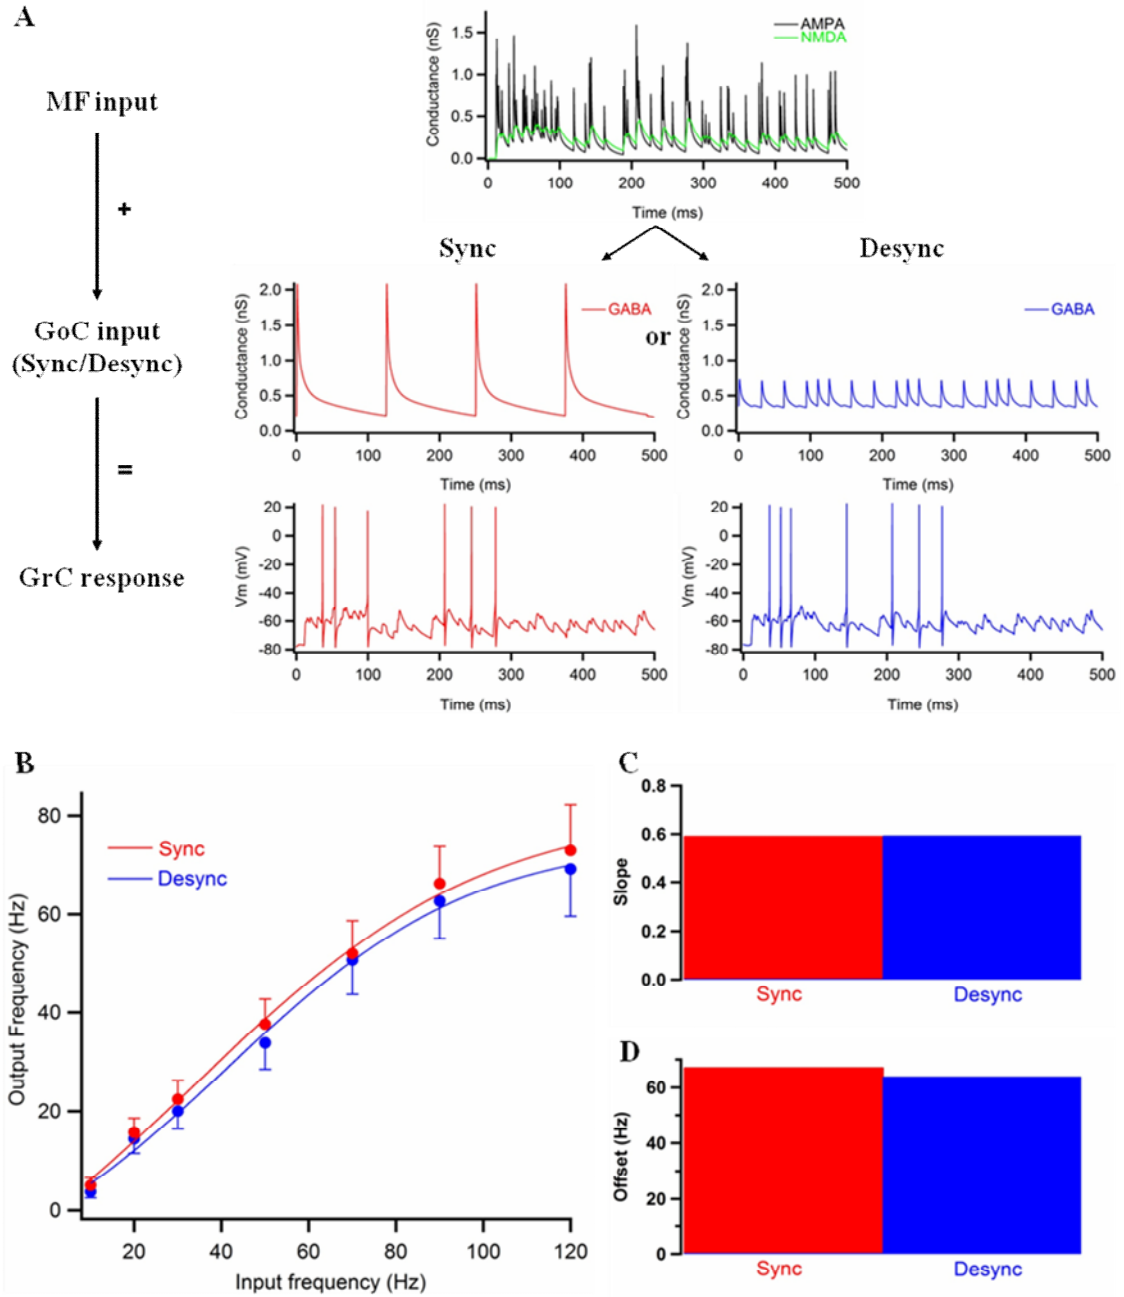 A
MF input
+
GoC input
(Sync/Desync)
=
GrC response
Conductance (nS)
1.5
1.0
0.5
0.0
AMPA
NMDA
0 100 200 300 400 500
Time (ms)
Sync
Desync
Conductance (nS)
2.0
1.5
1.0
0.5
0.0
GABA
0 100 200 300 400 500
Time (ms)
or
Conductance (nS)
2.0
1.5
1.0
0.5
0.0
GABA
0 100 200 300 400 500
Time (ms)
Vm (mV)
20
0
-20
-40
-60
-80
0 100 200 300 400 500
Time (ms)
Vm (mV)
20
0
-20
-40
-60
-80
0 100 200 300 400 500
Time (ms)
B
Output Frequency (Hz)
80
60
40
20
0
Sync
Desync
20 40 60 80 100 120
Input frequency (Hz)
C
Slope
0.8
0.6
0.4
0.2
0.0
Sync Desync
D
Offset (Hz)
60
40
20
0
Sync Desync